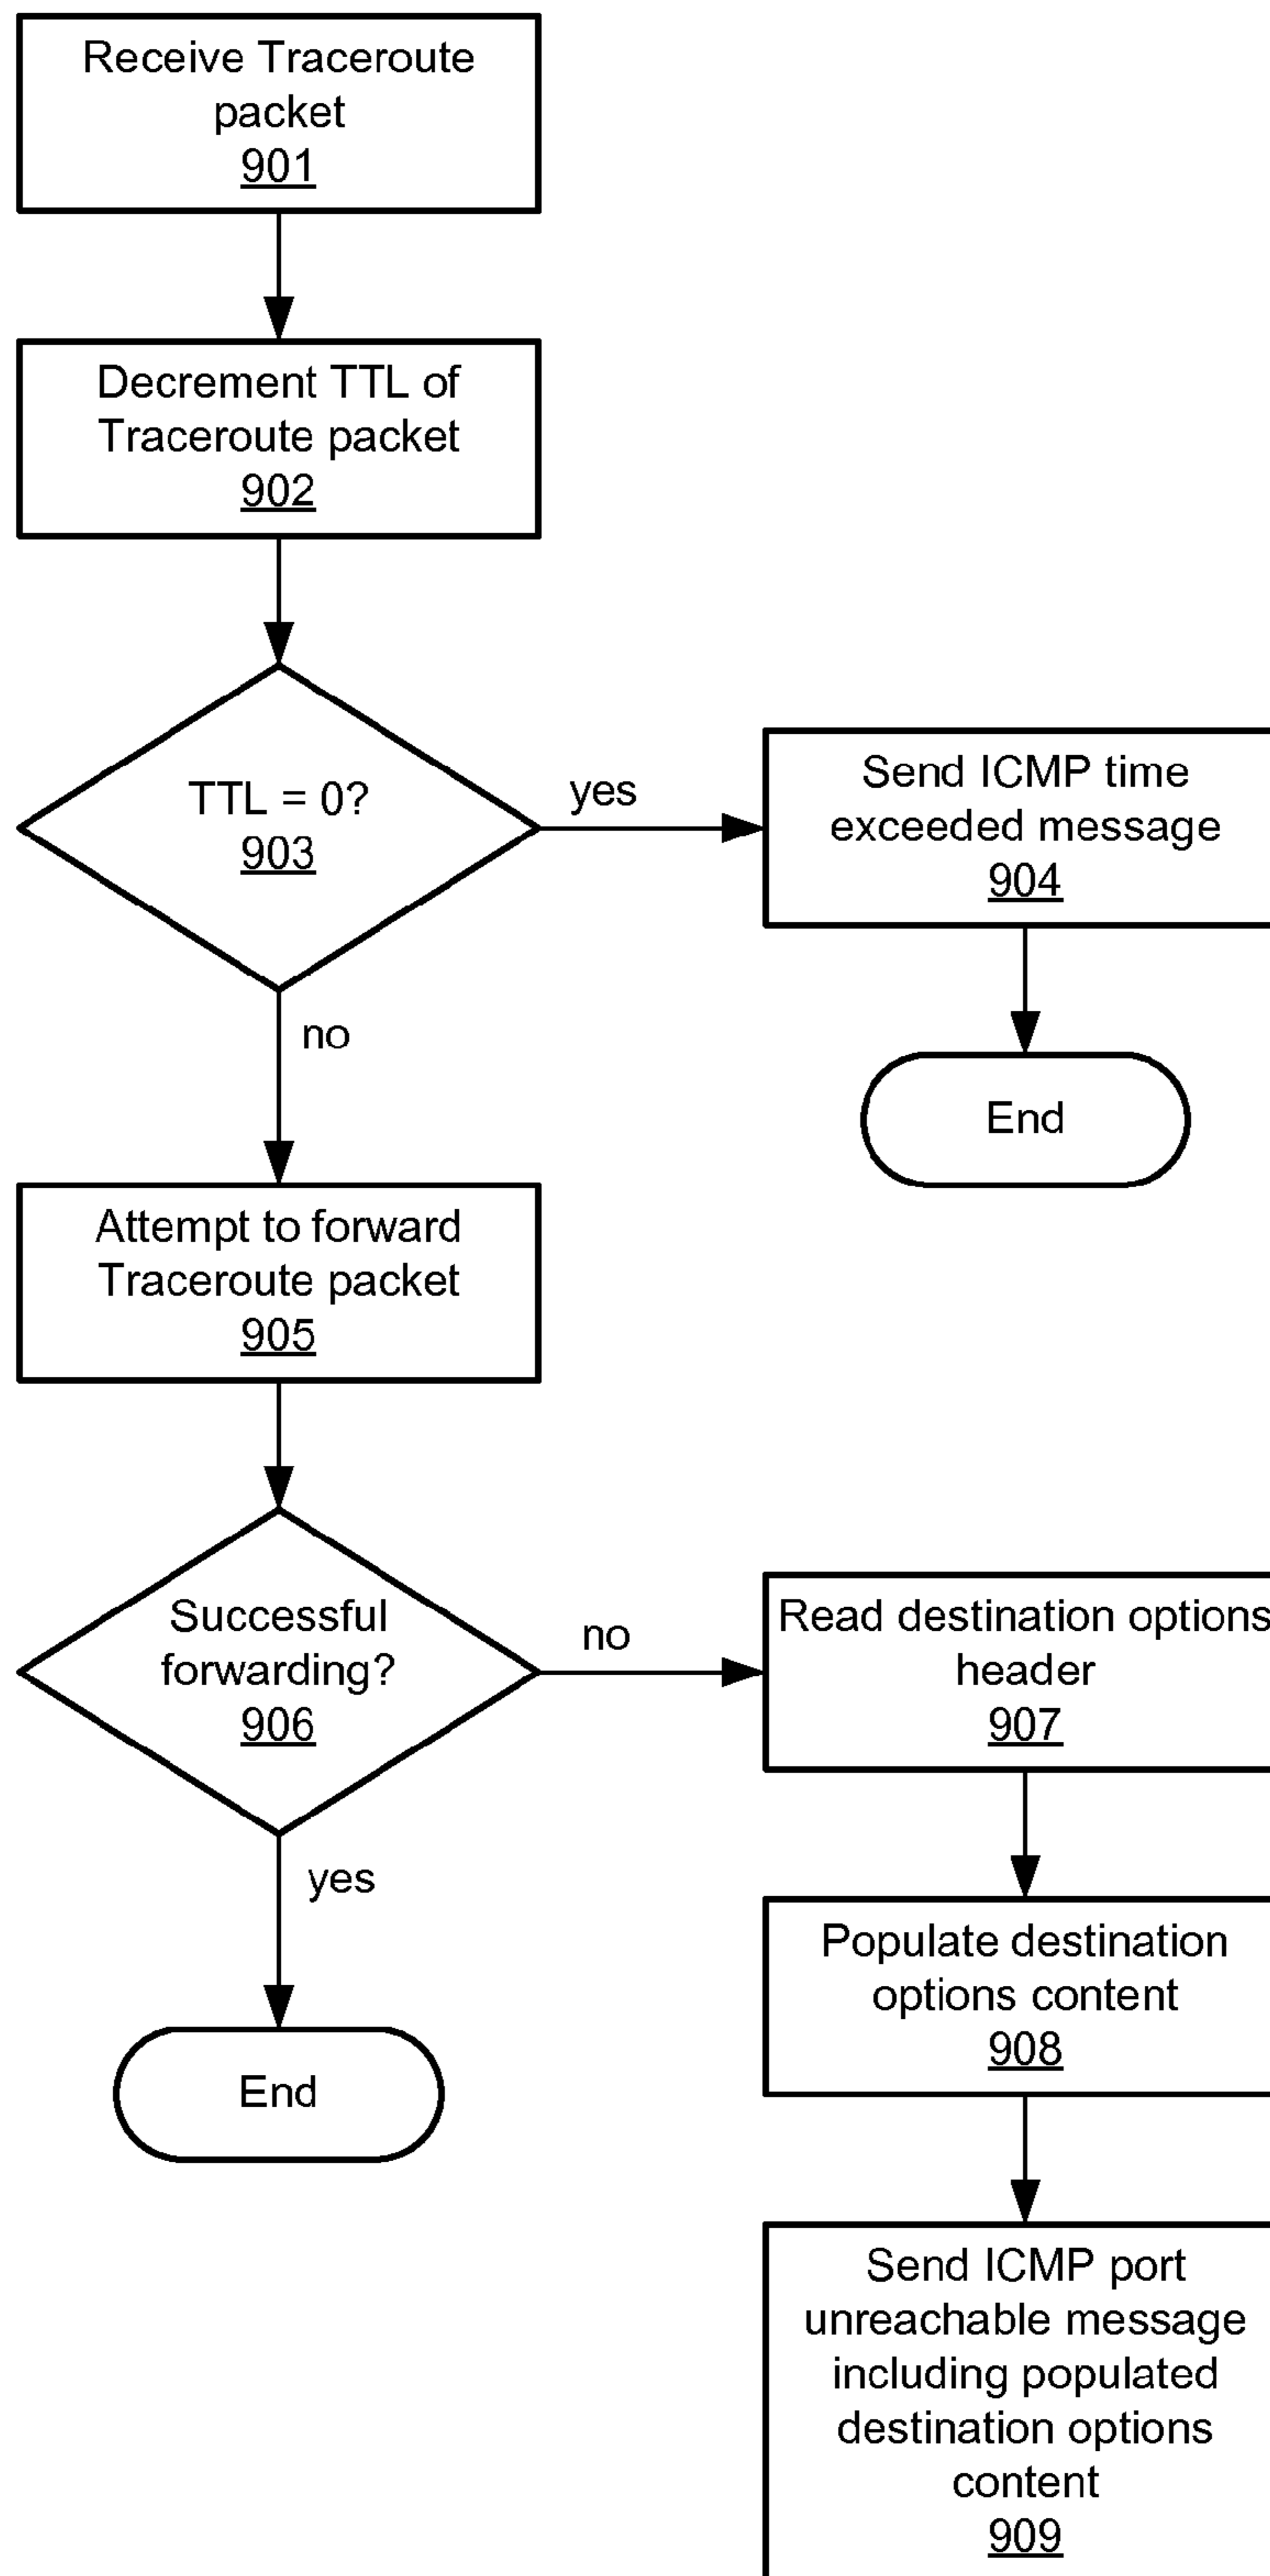 Receive Traceroute
packet
901
Decrement TTL of
Traceroute packet
902
TTL = 0?
903
yes
Send ICMP time
exceeded message
904
End
no
Attempt to forward
Traceroute packet
905
Successful
forwarding?
906
no
Read destination options
header
907
yes
End
Populate destination
options content
908
Send ICMP port
unreachable message
including populated
destination options
content
909